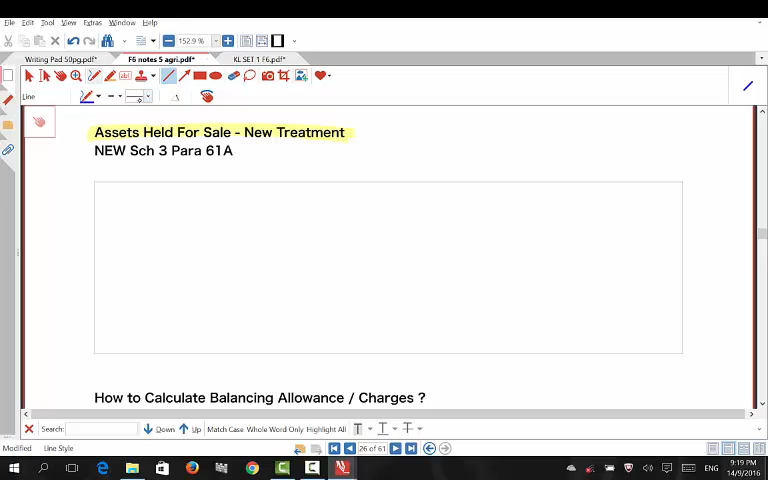 File Edit Tool View Extras Window Help
152.9 %
Writing Pad 50pg.pdf* F6 notes 5 agri.pdf* KL SET 1 F6.pdf*
Line
Assets Held For Sale - New Treatment
NEW Sch 3 Para 61A
How to Calculate Balancing Allowance / Charges ?
Search: Down Up Match Case Whole Word Only Highlight All
Modified Line Style 26 of 61
ENG 9:19 PM
14/9/2016